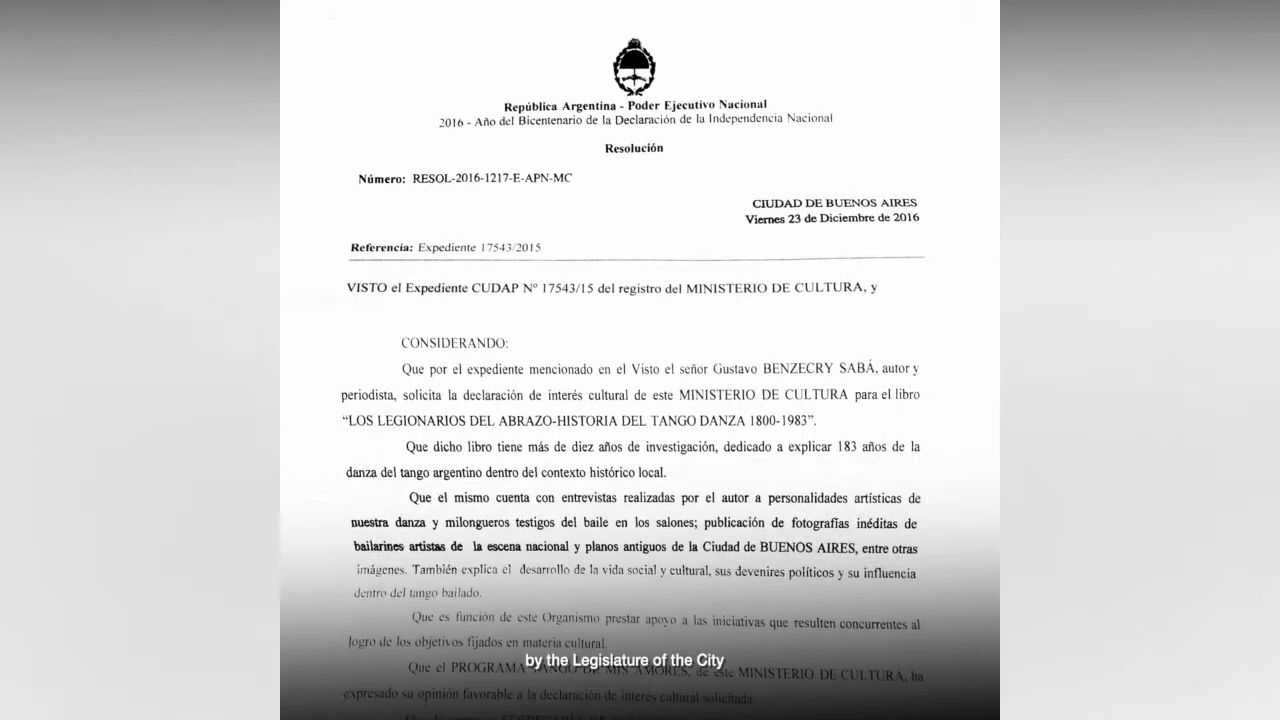 República Argentina - Poder Ejecutivo Nacional
2016 - Año del Bicentenario de la Declaración de la Independencia Nacional
Resolución
Número: RESOL-2016-1217-E-APN-MC
CIUDAD DE BUENOS AIRES
Viernes 23 de Diciembre de 2016
Referencia: Expediente 17543/2015
VISTO el Expediente CUDAP Nº 17543/15 del registro del MINISTERIO DE CULTURA, y
CONSIDERANDO:
Que por el expediente mencionado en el Visto el señor Gustavo BENZECRY SABÁ, autor y
periodista, solicita la declaración de interés cultural de este MINISTERIO DE CULTURA para el libro
“LOS LEGIONARIOS DEL ABRAZO-HISTORIA DEL TANGO DANZA 1800-1983”.
Que dicho libro tiene más de diez años de investigación, dedicado a explicar 183 años de la
danza del tango argentino dentro del contexto histórico local.
Que el mismo cuenta con entrevistas realizadas por el autor a personalidades artísticas de
nuestra danza y milongueros testigos del baile en los salones; publicación de fotografías inéditas de
bailarines artistas de la escena nacional y planos antiguos de la Ciudad de BUENOS AIRES, entre otras
imágenes. También explica el desarrollo de la vida social y cultural, sus devenires políticos y su influencia
dentro del tango bailado.
Que es función de este Organismo prestar apoyo a las iniciativas que resulten concurrentes al
logro de los objetivos fijados en materia cultural.
by the Legislature of the City
Que el PROGRAMA TANGO DE MIS AMORES, de este MINISTERIO DE CULTURA, ha
expresado su opinión favorable a la declaración de interés cultural solicitada